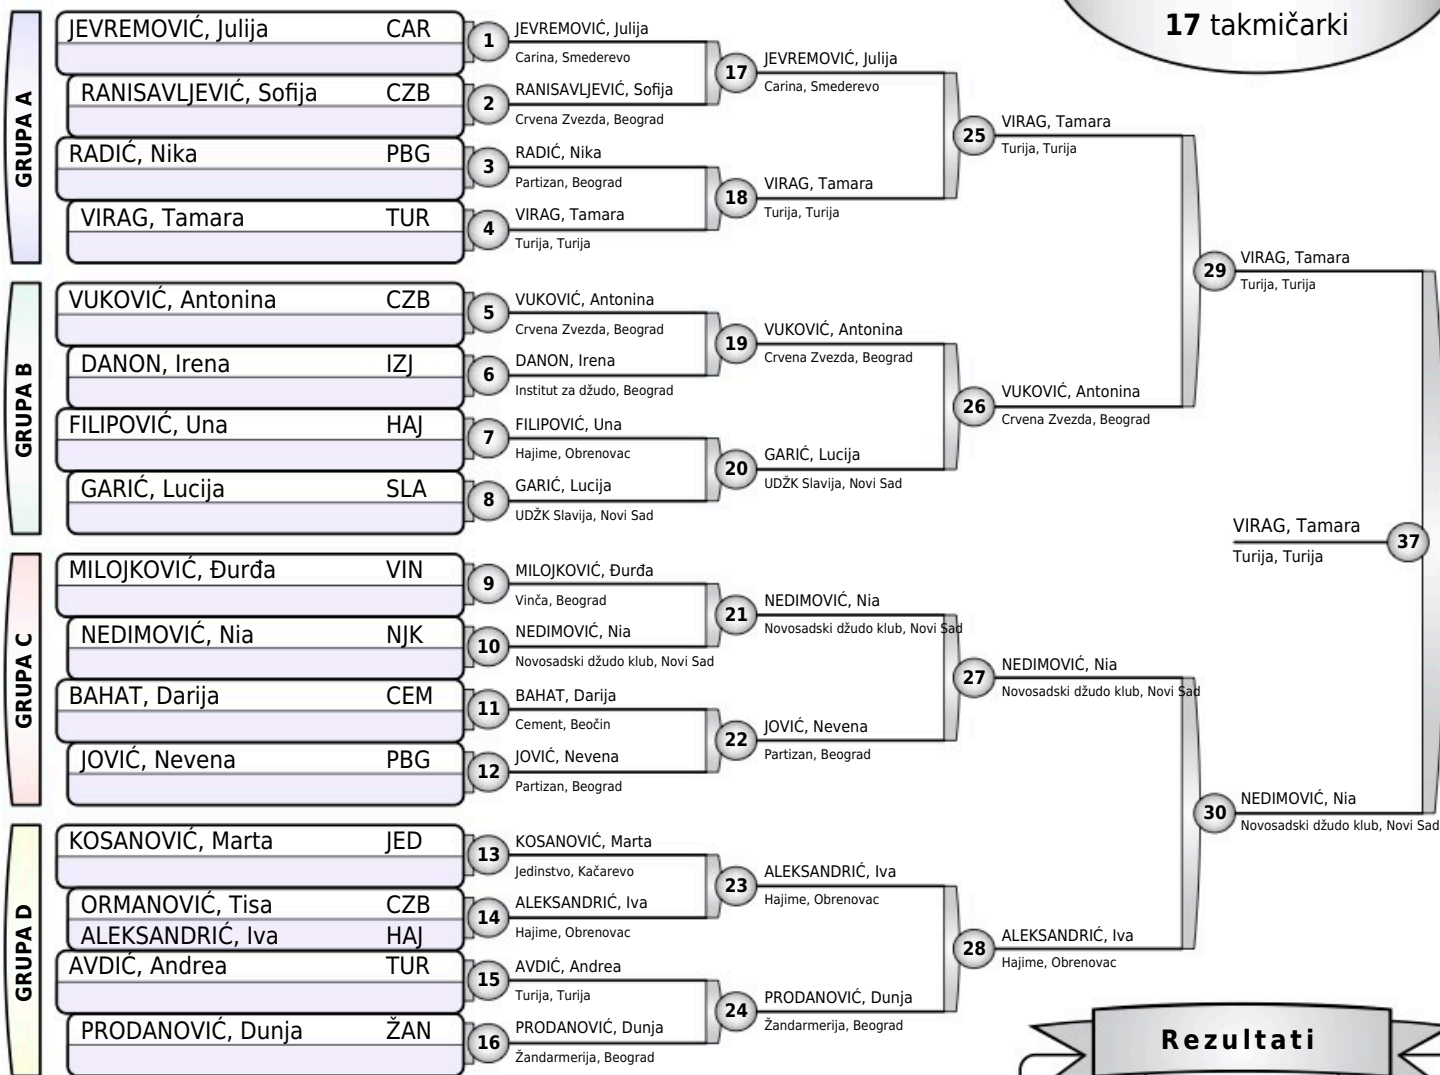 17 takmičarki
GRUPA A
JEVREMOVIĆ, Julija CAR
RANISAVLJEVIĆ, Sofija CZB
RADIĆ, Nika PBG
VIRAG, Tamara TUR
GRUPA B
VUKOVIĆ, Antonina CZB
DANON, Irena IZJ
FILIPOVIĆ, Una HAJ
GARIĆ, Lucija SLA
GRUPA C
MILOJKOVIĆ, Đurđa VIN
NEDIMOVIĆ, Nia NJK
BAHAT, Darija CEM
JOVIĆ, Nevena PBG
GRUPA D
KOSANOVIĆ, Marta JED
ORMANOVIĆ, Tisa CZB
ALEKSANDRIĆ, Iva HAJ
AVDIĆ, Andrea TUR
PRODANOVIĆ, Dunja ŽAN
1 JEVREMOVIĆ, Julija
Carina, Smederevo
2 RANISAVLJEVIĆ, Sofija
Crvena Zvezda, Beograd
3 RADIĆ, Nika
Partizan, Beograd
4 VIRAG, Tamara
Turija, Turija
5 VUKOVIĆ, Antonina
Crvena Zvezda, Beograd
6 DANON, Irena
Institut za džudo, Beograd
7 FILIPOVIĆ, Una
Hajime, Obrenovac
8 GARIĆ, Lucija
UDŽK Slavija, Novi Sad
9 MILOJKOVIĆ, Đurđa
Vinča, Beograd
10 NEDIMOVIĆ, Nia
Novosadski džudo klub, Novi Sad
11 BAHAT, Darija
Cement, Beočin
12 JOVIĆ, Nevena
Partizan, Beograd
13 KOSANOVIĆ, Marta
Jedinstvo, Kačarevo
14 ALEKSANDRIĆ, Iva
Hajime, Obrenovac
15 AVDIĆ, Andrea
Turija, Turija
16 PRODANOVIĆ, Dunja
Žandarmerija, Beograd
17 JEVREMOVIĆ, Julija
Carina, Smederevo
18 VIRAG, Tamara
Turija, Turija
19 VUKOVIĆ, Antonina
Crvena Zvezda, Beograd
20 GARIĆ, Lucija
UDŽK Slavija, Novi Sad
21 NEDIMOVIĆ, Nia
Novosadski džudo klub, Novi Sad
22 JOVIĆ, Nevena
Partizan, Beograd
23 ALEKSANDRIĆ, Iva
Hajime, Obrenovac
24 PRODANOVIĆ, Dunja
Žandarmerija, Beograd
25 VIRAG, Tamara
Turija, Turija
26 VUKOVIĆ, Antonina
Crvena Zvezda, Beograd
27 NEDIMOVIĆ, Nia
Novosadski džudo klub, Novi Sad
28 ALEKSANDRIĆ, Iva
Hajime, Obrenovac
29 VIRAG, Tamara
Turija, Turija
30 NEDIMOVIĆ, Nia
Novosadski džudo klub, Novi Sad
VIRAG, Tamara 37
Turija, Turija
Rezultati